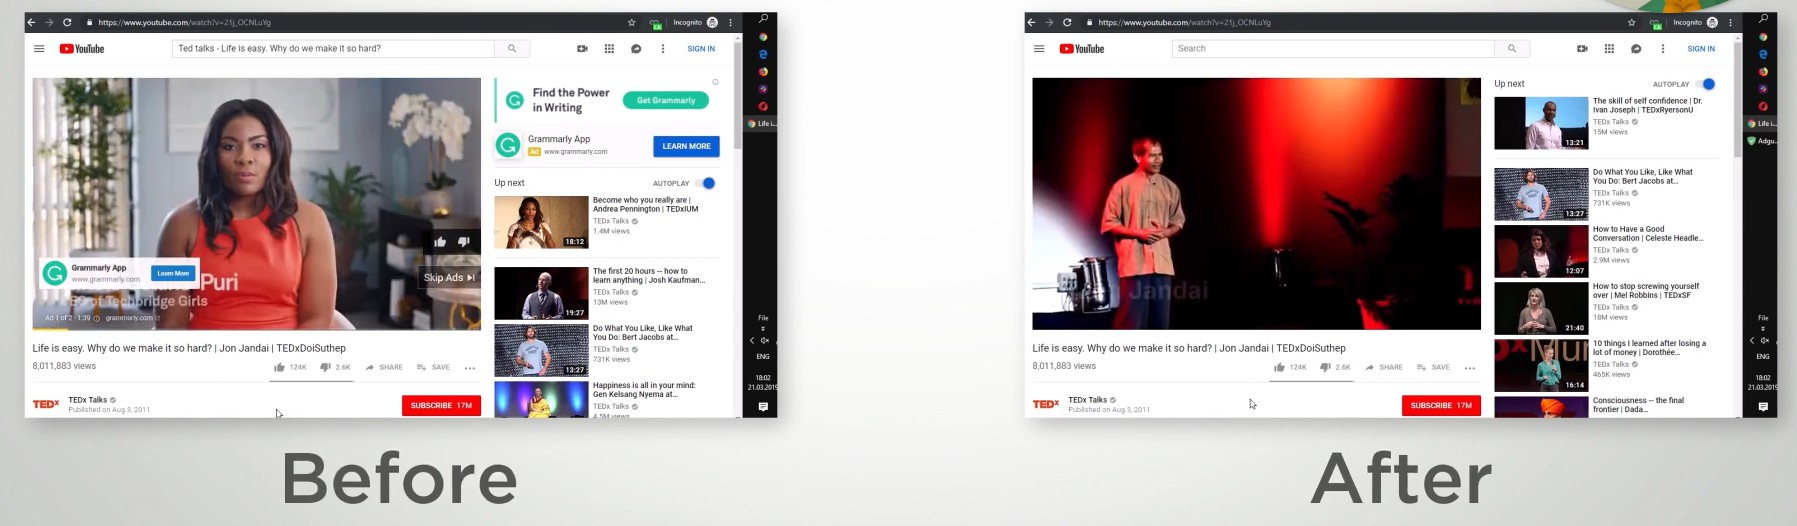 https://www.youtube.com/watch?v=21j_OCNLuYg
Incognito
YouTube
Ted talks - Life is easy. Why do we make it so hard?
SIGN IN
Find the Power
in Writing
Get Grammarly
Grammarly App
Ad www.grammarly.com
LEARN MORE
Up next
AUTOPLAY
Become who you really are |
Andrea Pennington | TEDxIUM
TEDx Talks
1.4M views
18:12
The first 20 hours -- how to
learn anything | Josh Kaufman...
TEDx Talks
13M views
19:27
Do What You Like, Like What
You Do: Bert Jacobs at...
TEDx Talks
731K views
13:27
Happiness is all in your mind:
Gen Kelsang Nyema at...
TEDx Talks
4.5M views
Grammarly App
www.grammarly.com
Learn More
Puri
of Techbridge Girls
Skip Ads
Ad 1 of 2 · 1:39 grammarly.com
Life is easy. Why do we make it so hard? | Jon Jandai | TEDxDoiSuthep
8,011,883 views
124K
2.6K
SHARE
SAVE
TEDx
TEDx Talks
Published on Aug 3, 2011
SUBSCRIBE 17M
Life i...
File
ENG
18:02
21.03.2019
Before
https://www.youtube.com/watch?v=21j_OCNLuYg
Incognito
YouTube
Search
SIGN IN
Jandai
Up next
AUTOPLAY
The skill of self confidence | Dr.
Ivan Joseph | TEDxRyersonU
TEDx Talks
15M views
13:21
Do What You Like, Like What
You Do: Bert Jacobs at...
TEDx Talks
731K views
13:27
How to Have a Good
Conversation | Celeste Headle...
TEDx Talks
2.9M views
12:07
How to stop screwing yourself
over | Mel Robbins | TEDxSF
TEDx Talks
18M views
21:40
10 things I learned after losing a
lot of money | Dorothée...
TEDx Talks
465K views
16:14
Consciousness -- the final
frontier | Dada...
TEDx Talks
Life is easy. Why do we make it so hard? | Jon Jandai | TEDxDoiSuthep
8,011,883 views
124K
2.6K
SHARE
SAVE
TEDx
TEDx Talks
Published on Aug 3, 2011
SUBSCRIBE 17M
Life i...
Adgu...
File
ENG
18:02
21.03.2019
After